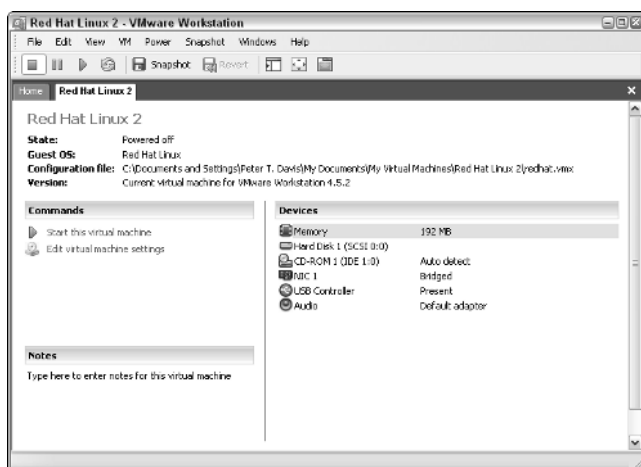 Red Hat Linux 2 - VMware Workstation
File Edit View VM Power Snapshot Windows Help
Snapshot Revert
Home Red Hat Linux 2
Red Hat Linux 2
State: Powered off
Guest OS: Red Hat Linux
Configuration file: C:\Documents and Settings\Peter T. Davis\My Documents\My Virtual Machines\Red Hat Linux 2\redhat.vmx
Version: Current virtual machine for VMware Workstation 4.5.2
Commands
Start this virtual machine
Edit virtual machine settings
Devices
Memory 192 MB
Hard Disk 1 (SCSI 0:0)
CD-ROM 1 (IDE 1:0) Auto detect
NIC 1 Bridged
USB Controller Present
Audio Default adapter
Notes
Type here to enter notes for this virtual machine